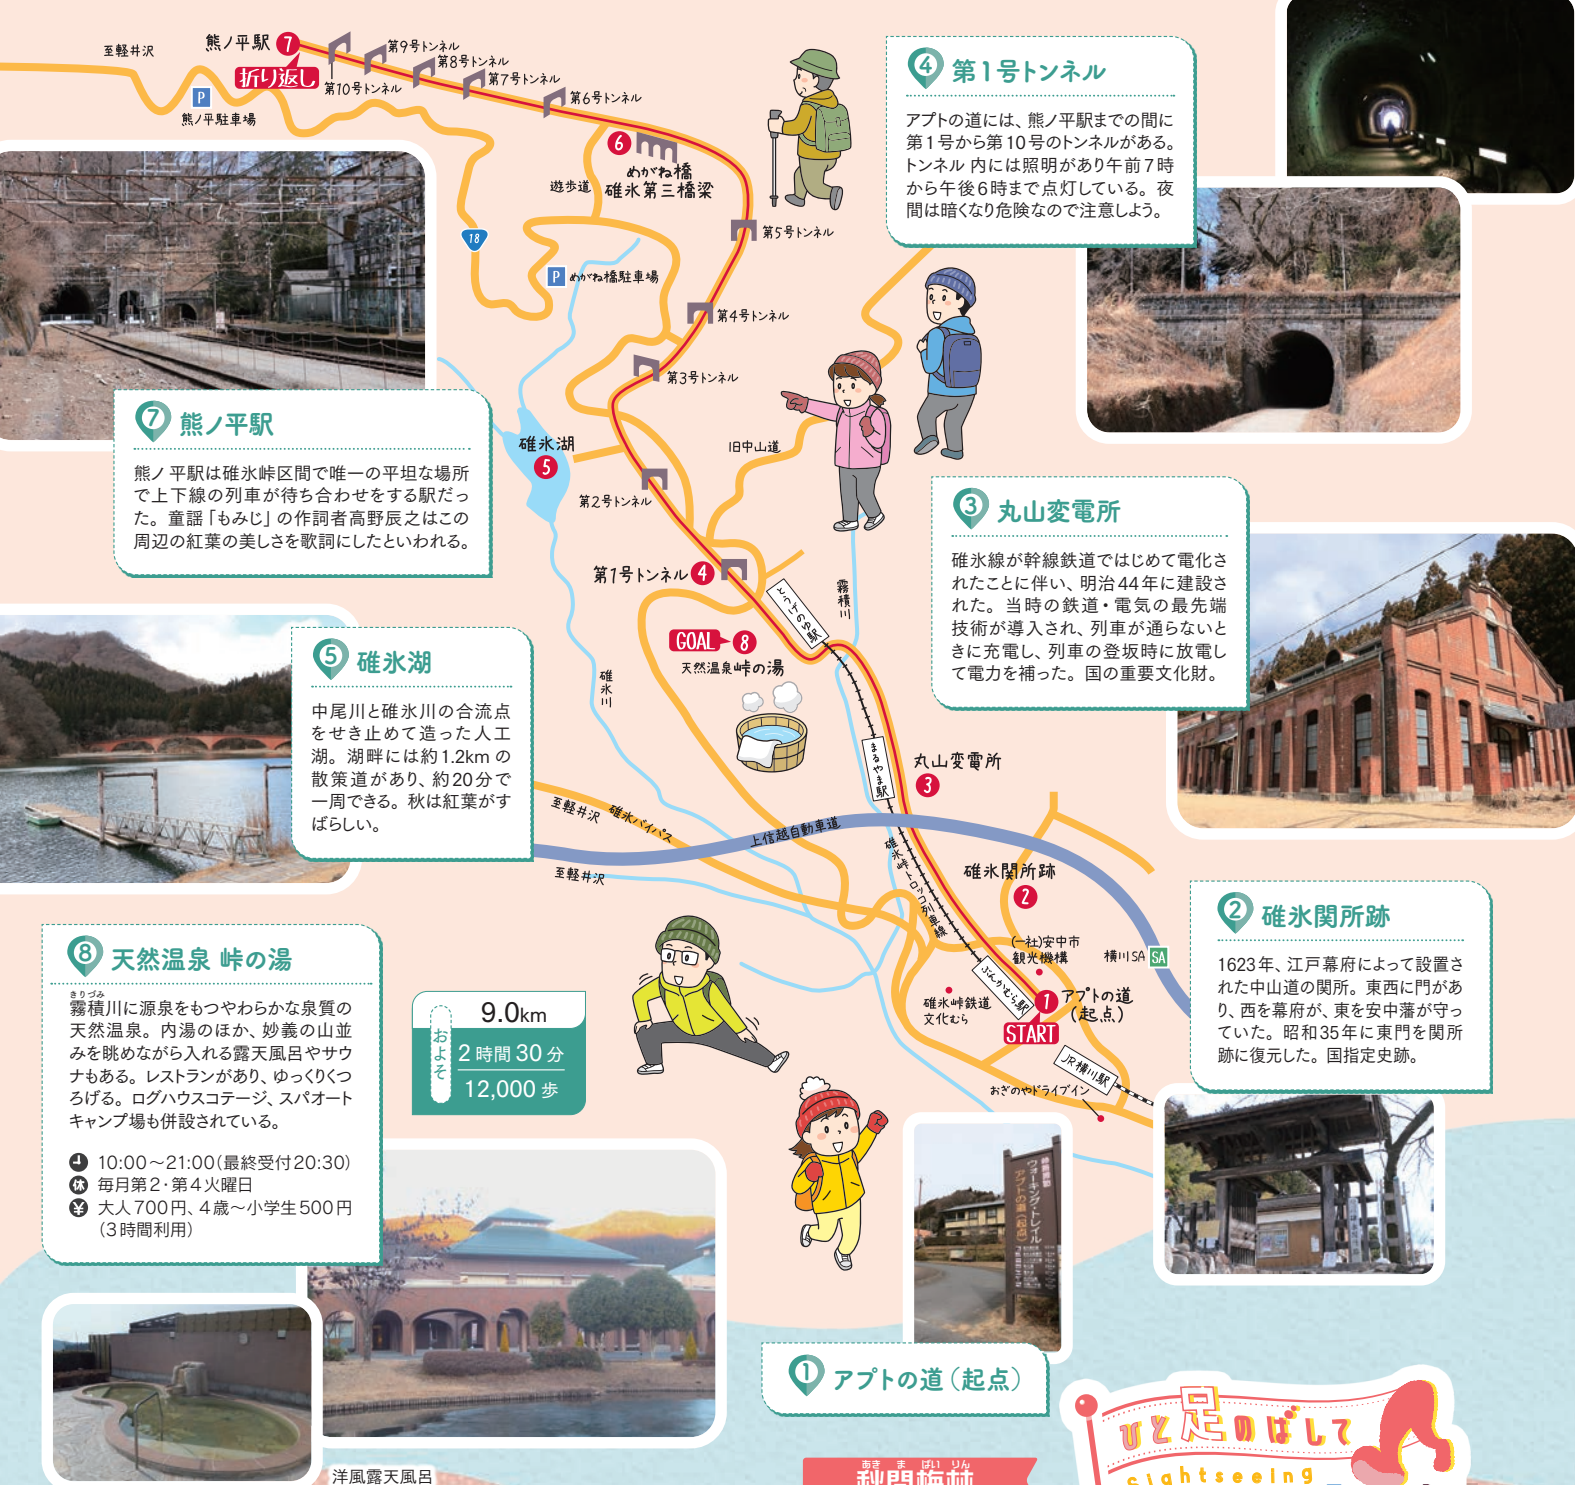 至軽井沢
熊ノ平駅 7
折り返し
P
熊ノ平駐車場
第10号トンネル
第9号トンネル
第8号トンネル
第7号トンネル
第6号トンネル
6
めがね橋
碓氷第三橋梁
遊歩道
18
P めがね橋駐車場
第5号トンネル
第4号トンネル
第3号トンネル
碓氷湖
5
旧中山道
第2号トンネル
第1号トンネル 4
とうげのゆ駅
霧積川
GOAL 8
天然温泉峠の湯
碓氷川
まるやま駅
丸山変電所
3
至軽井沢
碓氷バイパス
上信越自動車道
至軽井沢
碓氷峠トロッコ列車線
碓氷関所跡
2
(一社)安中市
観光機構
横川SA SA
ぶんかむら駅
碓氷峠鉄道
文化むら
1 アプトの道
(起点)
START
JR横川駅
おぎのやドライブイン
4 第1号トンネル
アプトの道には、熊ノ平駅までの間に
第1号から第10号のトンネルがある。
トンネル内には照明があり午前7時
から午後6時まで点灯している。夜
間は暗くなり危険なので注意しよう。
7 熊ノ平駅
熊ノ平駅は碓氷峠区間で唯一の平坦な場所
で上下線の列車が待ち合わせをする駅だっ
た。童謡「もみじ」の作詞者高野辰之はこの
周辺の紅葉の美しさを歌詞にしたといわれる。
3 丸山変電所
碓氷線が幹線鉄道ではじめて電化さ
れたことに伴い、明治44年に建設さ
れた。当時の鉄道・電気の最先端
技術が導入され、列車が通らないと
きに充電し、列車の登坂時に放電し
て電力を補った。国の重要文化財。
5 碓氷湖
中尾川と碓氷川の合流点
をせき止めて造った人工
湖。湖畔には約1.2kmの
散策道があり、約20分で
一周できる。秋は紅葉がす
ばらしい。
2 碓氷関所跡
1623年、江戸幕府によって設置さ
れた中山道の関所。東西に門があ
り、西を幕府が、東を安中藩が守っ
ていた。昭和35年に東門を関所
跡に復元した。国指定史跡。
8 天然温泉 峠の湯
きりづみ
霧積川に源泉をもつやわらかな泉質の
天然温泉。内湯のほか、妙義の山並
みを眺めながら入れる露天風呂やサウ
ナもある。レストランがあり、ゆっくりくつ
ろげる。ログハウスコテージ、スパオート
キャンプ場も併設されている。
10:00〜21:00(最終受付20:30)
休 毎月第2・第4火曜日
¥ 大人700円、4歳〜小学生500円
(3時間利用)
およそ
9.0km
2時間30分
12,000歩
ウォーキング・トレイル
アプトの道(起点)
1 アプトの道(起点)
洋風露天風呂
あきまばいりん
秋間梅林
ひと足のばして
Sightseeing